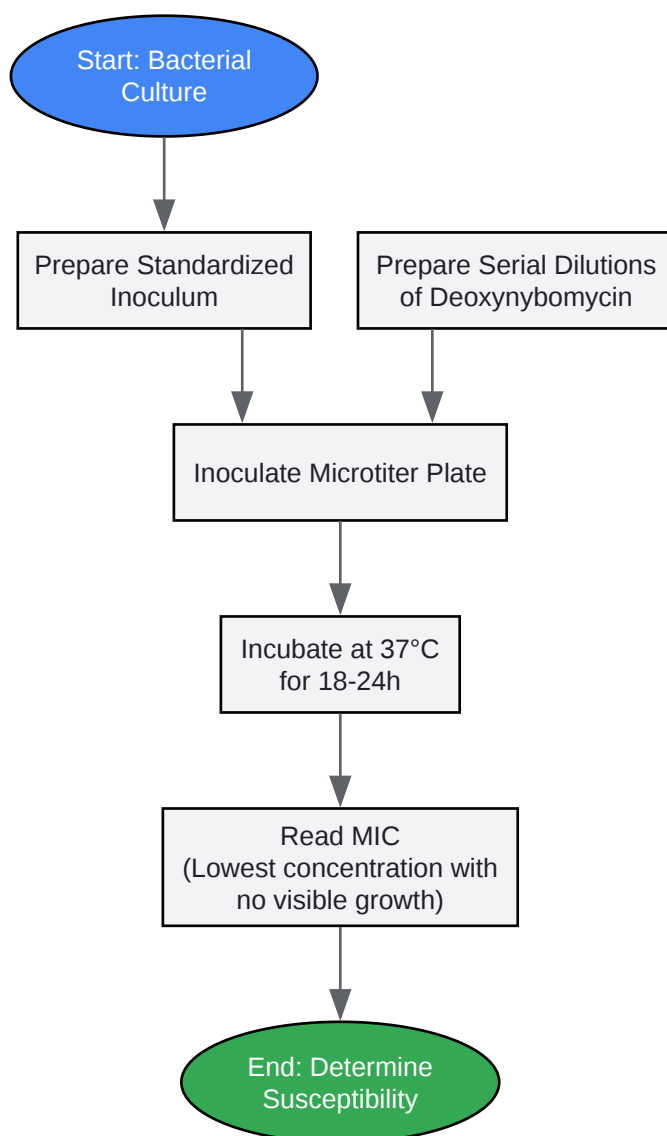 Start: Bacterial
Culture
Prepare Standardized
Inoculum
Prepare Serial Dilutions
of Deoxynybomycin
Inoculate Microtiter Plate
Incubate at 37°C
for 18-24h
Read MIC
(Lowest concentration with
no visible growth)
End: Determine
Susceptibility